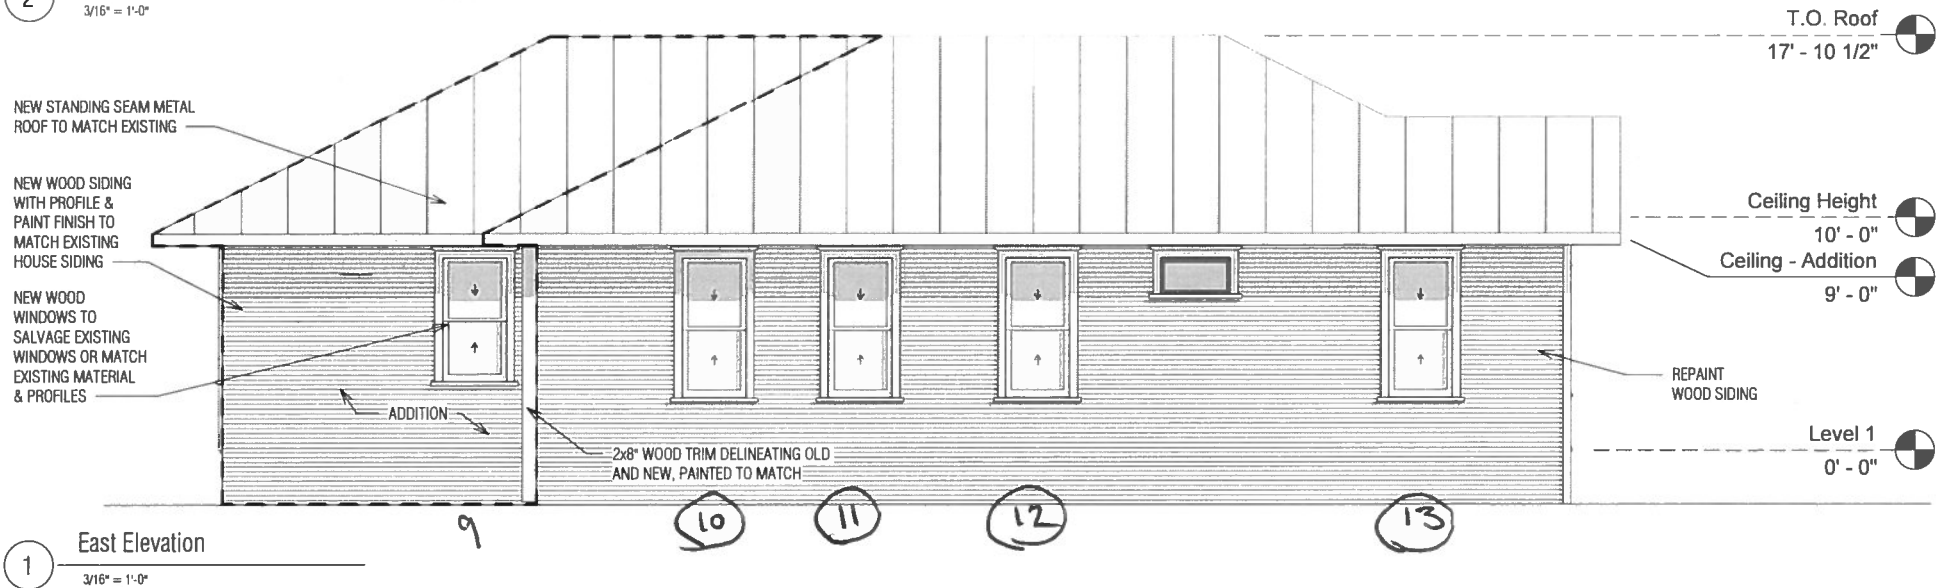 2
3/16" = 1'-0"
T.O. Roof
17' - 10 1/2"
NEW STANDING SEAM METAL
ROOF TO MATCH EXISTING
NEW WOOD SIDING
WITH PROFILE &
PAINT FINISH TO
MATCH EXISTING
HOUSE SIDING
Ceiling Height
10' - 0"
Ceiling - Addition
9' - 0"
NEW WOOD
WINDOWS TO
SALVAGE EXISTING
WINDOWS OR MATCH
EXISTING MATERIAL
& PROFILES
REPAINT
WOOD SIDING
ADDITION
2x8" WOOD TRIM DELINEATING OLD
AND NEW, PAINTED TO MATCH
Level 1
0' - 0"
9
10
11
12
13
1
East Elevation
3/16" = 1'-0"